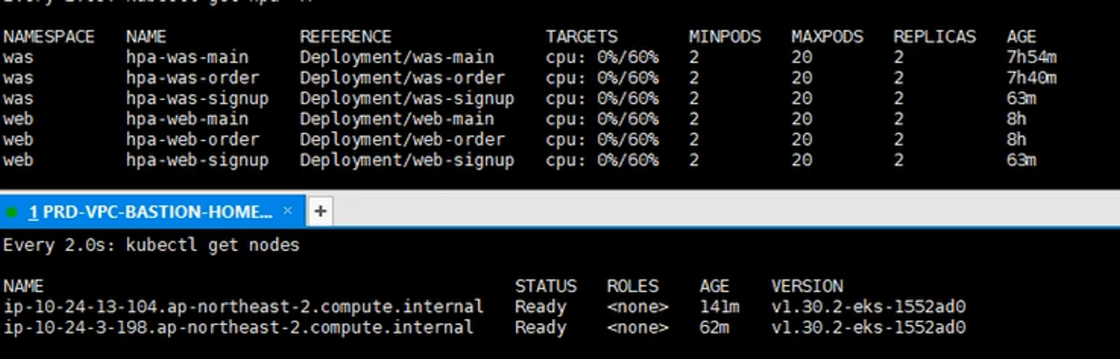 Every 2.0s: kubectl get hpa -A
NAMESPACE NAME REFERENCE TARGETS MINPODS MAXPODS REPLICAS AGE
was hpa-was-main Deployment/was-main cpu: 0%/60% 2 20 2 7h54m
was hpa-was-order Deployment/was-order cpu: 0%/60% 2 20 2 7h40m
was hpa-was-signup Deployment/was-signup cpu: 0%/60% 2 20 2 63m
web hpa-web-main Deployment/web-main cpu: 0%/60% 2 20 2 8h
web hpa-web-order Deployment/web-order cpu: 0%/60% 2 20 2 8h
web hpa-web-signup Deployment/web-signup cpu: 0%/60% 2 20 2 63m
1 PRD-VPC-BASTION-HOME... × +
Every 2.0s: kubectl get nodes
NAME STATUS ROLES AGE VERSION
ip-10-24-13-104.ap-northeast-2.compute.internal Ready <none> 141m v1.30.2-eks-1552ad0
ip-10-24-3-198.ap-northeast-2.compute.internal Ready <none> 62m v1.30.2-eks-1552ad0